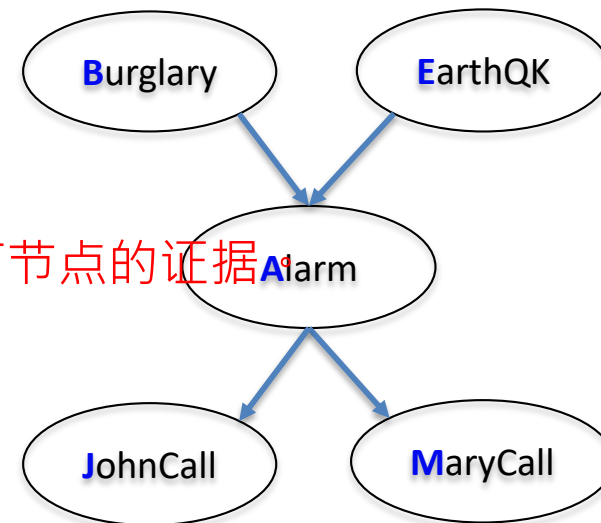 Burglary
EarthQK
节点的证据。
Alarm
JohnCall
MaryCall